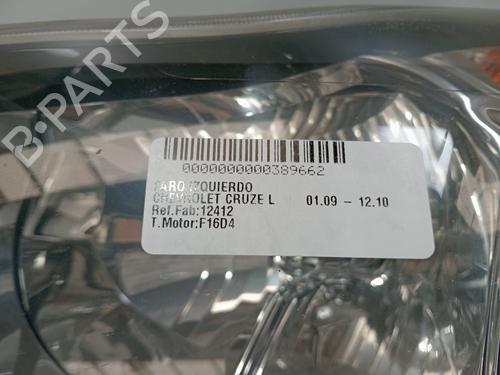 B-PARTS
0000000000389662
FARO IZQUIERDO
CHEVROLET CRUZE L 01.09 – 12.10
Ref.Fab:12412
T.Motor:F16D4